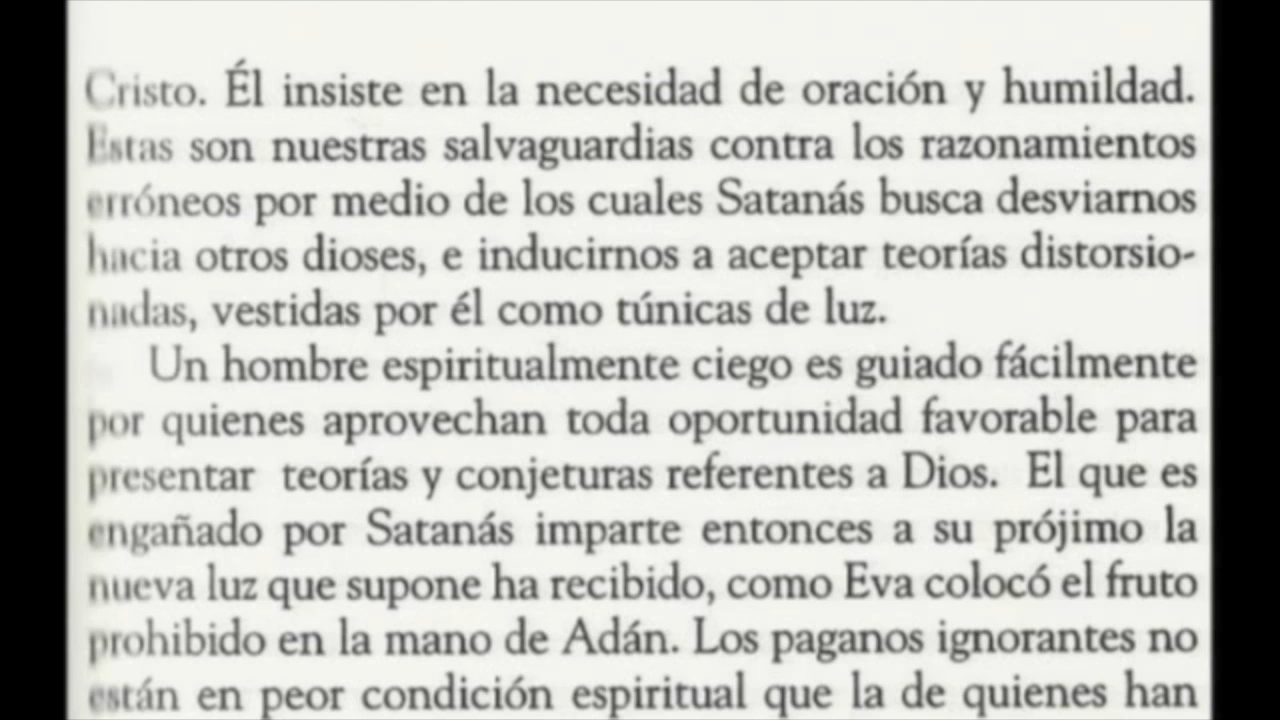 Cristo. Él insiste en la necesidad de oración y humildad.
Estas son nuestras salvaguardias contra los razonamientos
erróneos por medio de los cuales Satanás busca desviarnos
hacia otros dioses, e inducirnos a aceptar teorías distorsio-
nadas, vestidas por él como túnicas de luz.
Un hombre espiritualmente ciego es guiado fácilmente
por quienes aprovechan toda oportunidad favorable para
presentar teorías y conjeturas referentes a Dios. El que es
engañado por Satanás imparte entonces a su prójimo la
nueva luz que supone ha recibido, como Eva colocó el fruto
prohibido en la mano de Adán. Los paganos ignorantes no
están en peor condición espiritual que la de quienes han